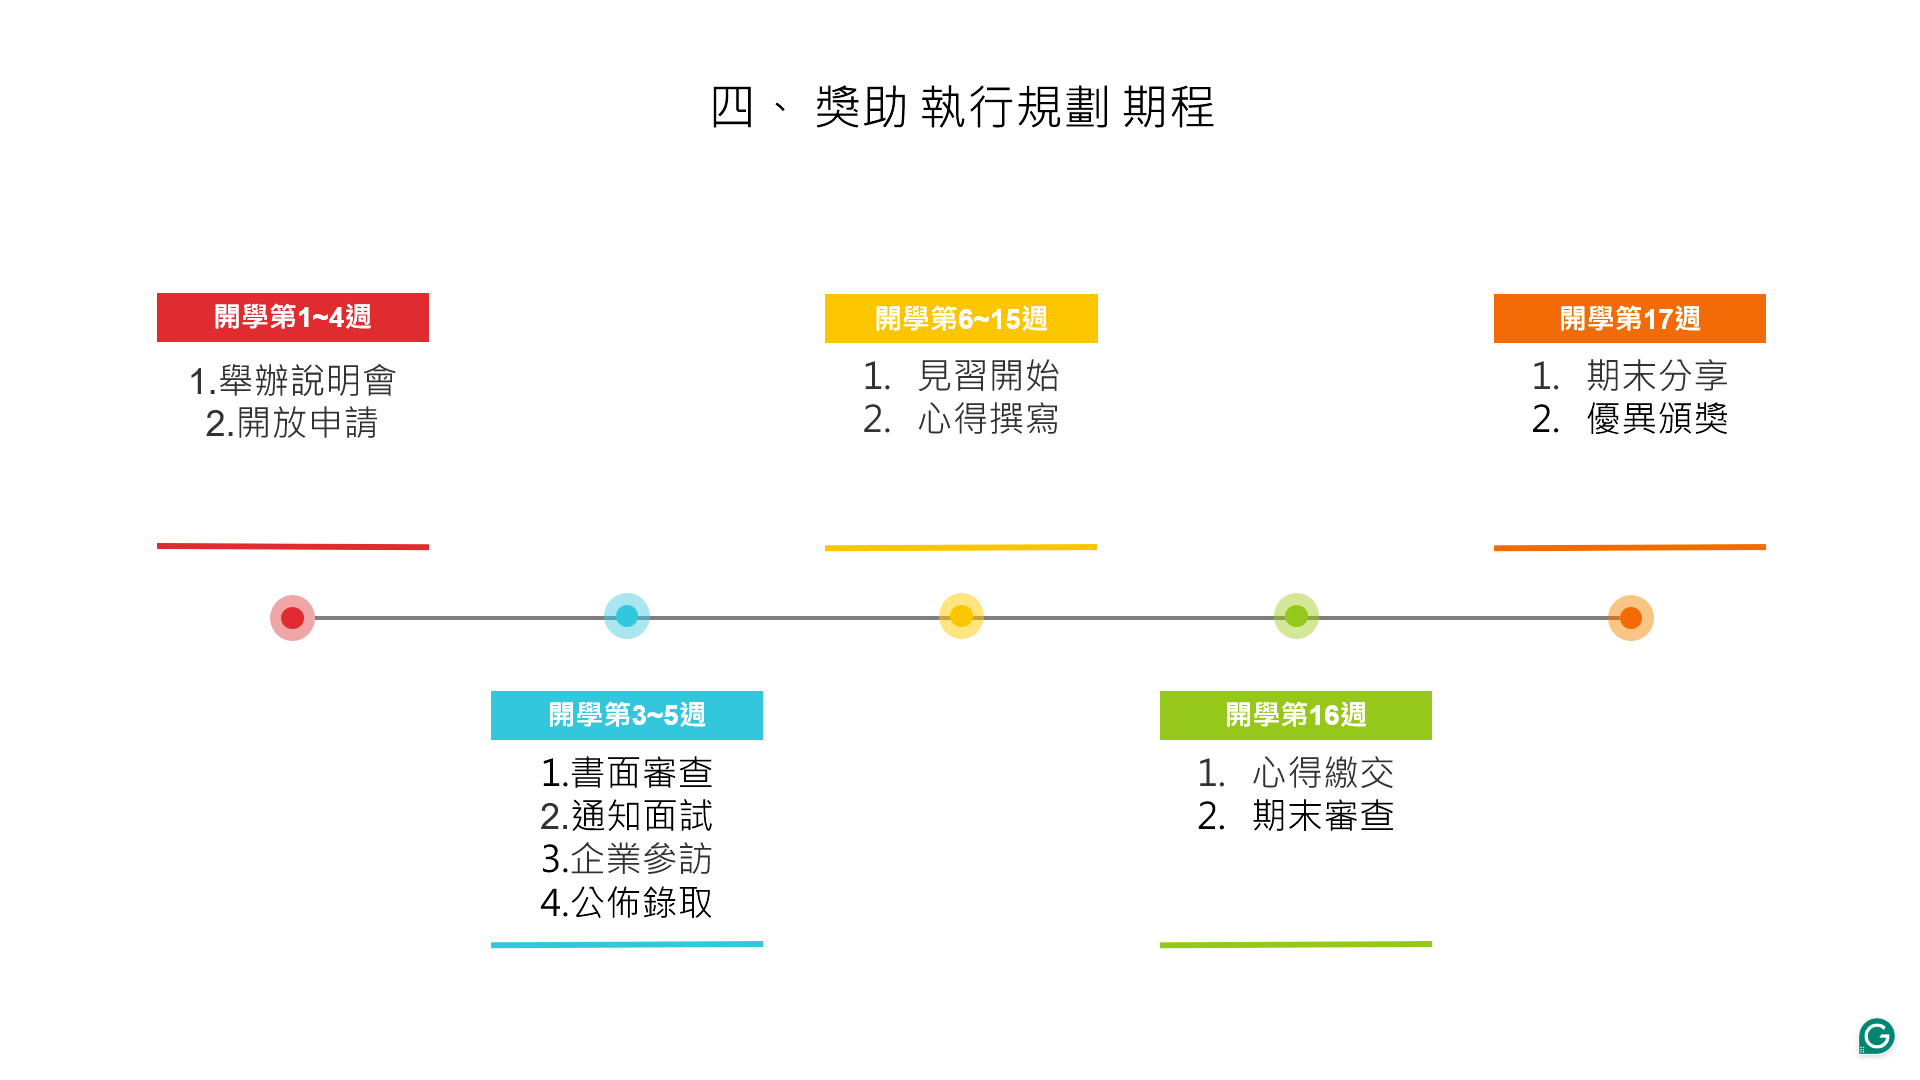 四、 獎助 執行規劃 期程
開學第1~4週
1.舉辦說明會
2.開放申請
開學第3~5週
1.書面審查
2.通知面試
3.企業參訪
4.公佈錄取
開學第6~15週
1. 見習開始
2. 心得撰寫
開學第16週
1. 心得繳交
2. 期末審查
開學第17週
1. 期末分享
2. 優異頒獎
G